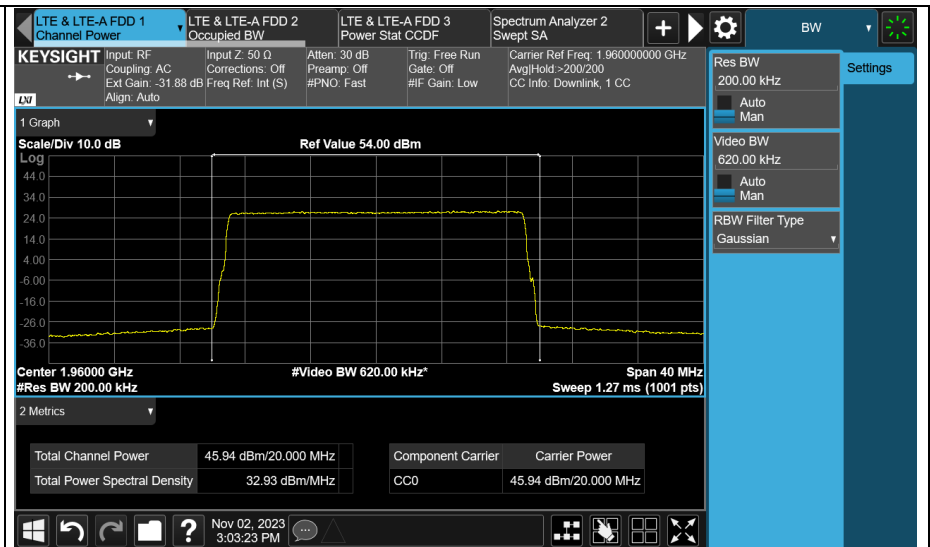 LTE & LTE-A FDD 1
Channel Power
LTE & LTE-A FDD 2
Occupied BW
LTE & LTE-A FDD 3
Power Stat CCDF
Spectrum Analyzer 2
Swept SA
BW
KEYSIGHT
LXI
Input: RF
Coupling: AC
Ext Gain: -31.88 dB
Align: Auto
Input Z: 50 Ω
Corrections: Off
Freq Ref: Int (S)
Atten: 30 dB
Preamp: Off
#PNO: Fast
Trig: Free Run
Gate: Off
#IF Gain: Low
Carrier Ref Freq: 1.960000000 GHz
Avg|Hold:>200/200
CC Info: Downlink, 1 CC
Res BW
200.00 kHz
Auto
Man
Video BW
620.00 kHz
Auto
Man
RBW Filter Type
Gaussian
Settings
1 Graph
Scale/Div 10.0 dB
Ref Value 54.00 dBm
Log
44.0
34.0
24.0
14.0
4.00
-6.00
-16.0
-26.0
-36.0
Center 1.96000 GHz
#Video BW 620.00 kHz*
Span 40 MHz
#Res BW 200.00 kHz
Sweep 1.27 ms (1001 pts)
2 Metrics
Total Channel Power 45.94 dBm/20.000 MHz
Total Power Spectral Density 32.93 dBm/MHz
Component Carrier Carrier Power
CC0 45.94 dBm/20.000 MHz
?
Nov 02, 2023
3:03:23 PM